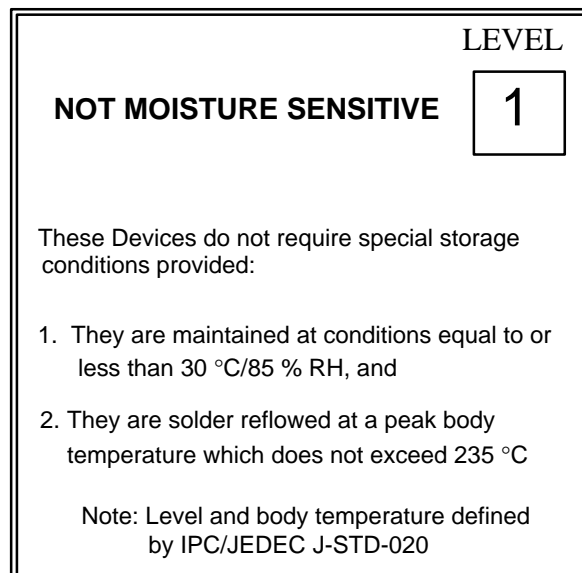 LEVEL
NOT MOISTURE SENSITIVE 1
These Devices do not require special storage
conditions provided:
1. They are maintained at conditions equal to or
less than 30 °C/85 % RH, and
2. They are solder reflowed at a peak body
temperature which does not exceed 235 °C
Note: Level and body temperature defined
by IPC/JEDEC J-STD-020